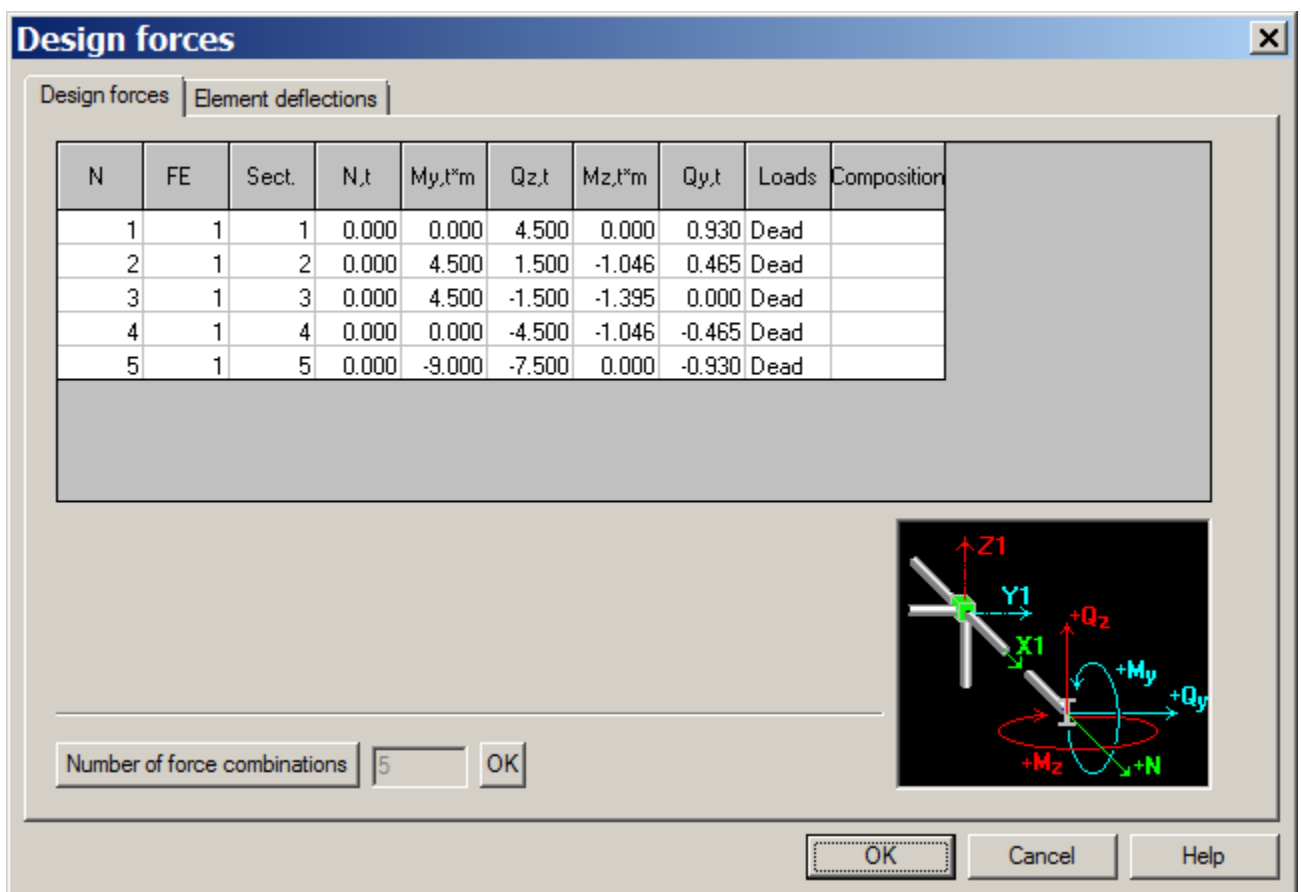 Design forces
Design forces Element deflections
N FE Sect. N,t My,t*m Qz,t Mz,t*m Qy,t Loads Composition
1 1 1 0.000 0.000 4.500 0.000 0.930 Dead
2 1 2 0.000 4.500 1.500 -1.046 0.465 Dead
3 1 3 0.000 4.500 -1.500 -1.395 0.000 Dead
4 1 4 0.000 0.000 -4.500 -1.046 -0.465 Dead
5 1 5 0.000 -9.000 -7.500 0.000 -0.930 Dead
Z1
Y1
+Qz
X1
+My
+Qy
+Mz
+N
Number of force combinations 5 OK
OK Cancel Help